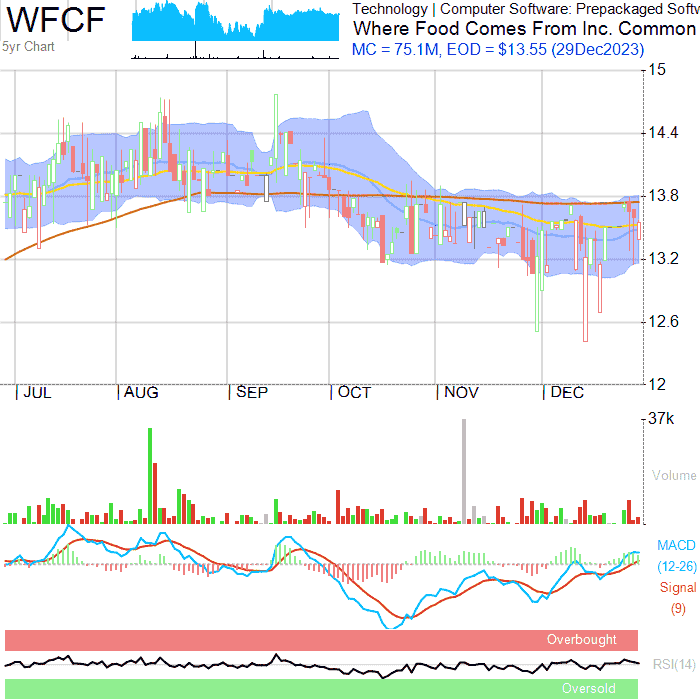 WFCF
5yr Chart
Technology | Computer Software: Prepackaged Softw
Where Food Comes From Inc. Common
MC = 75.1M, EOD = $13.55 (29Dec2023)
15
14.4
13.8
13.2
12.6
12
JUL AUG SEP OCT NOV DEC
37k
Volume
MACD
(12-26)
Signal
(9)
Overbought
RSI(14)
Oversold